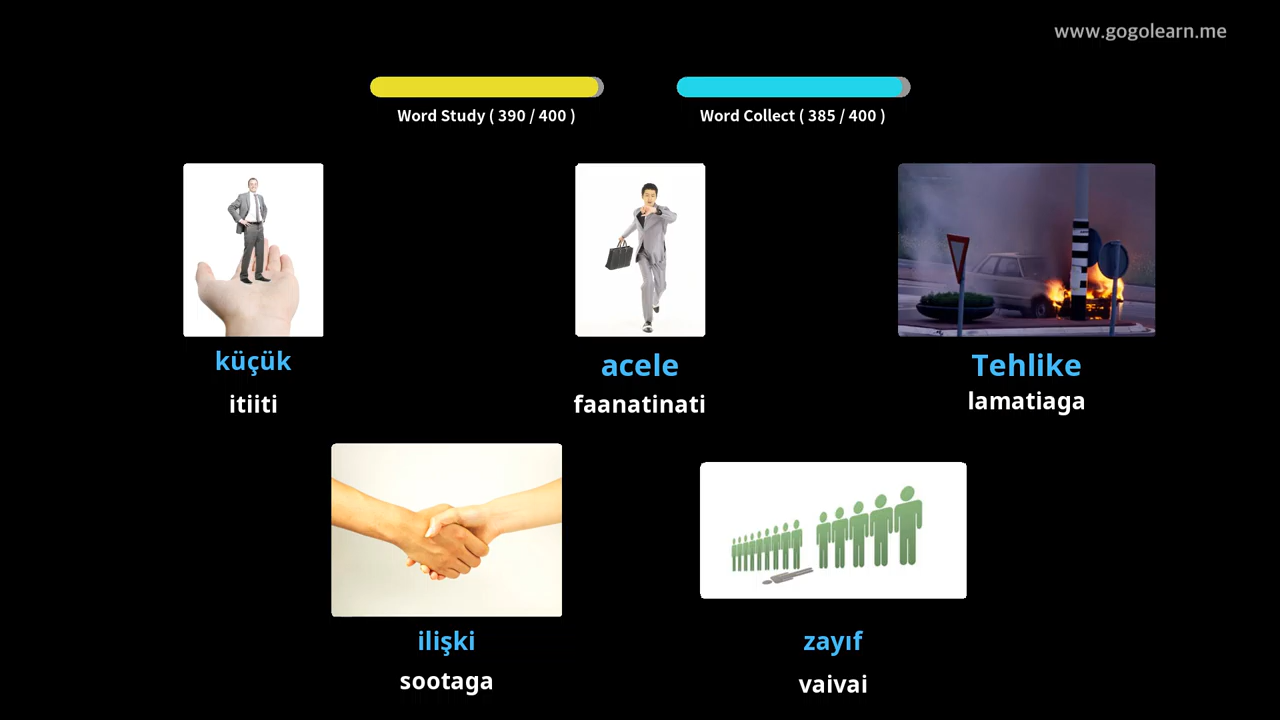 www.gogolearn.me
Word Study ( 390 / 400 )
Word Collect ( 385 / 400 )
küçük
itiiti
acele
faanatinati
Tehlike
lamatiaga
ilişki
sootaga
zayıf
vaivai